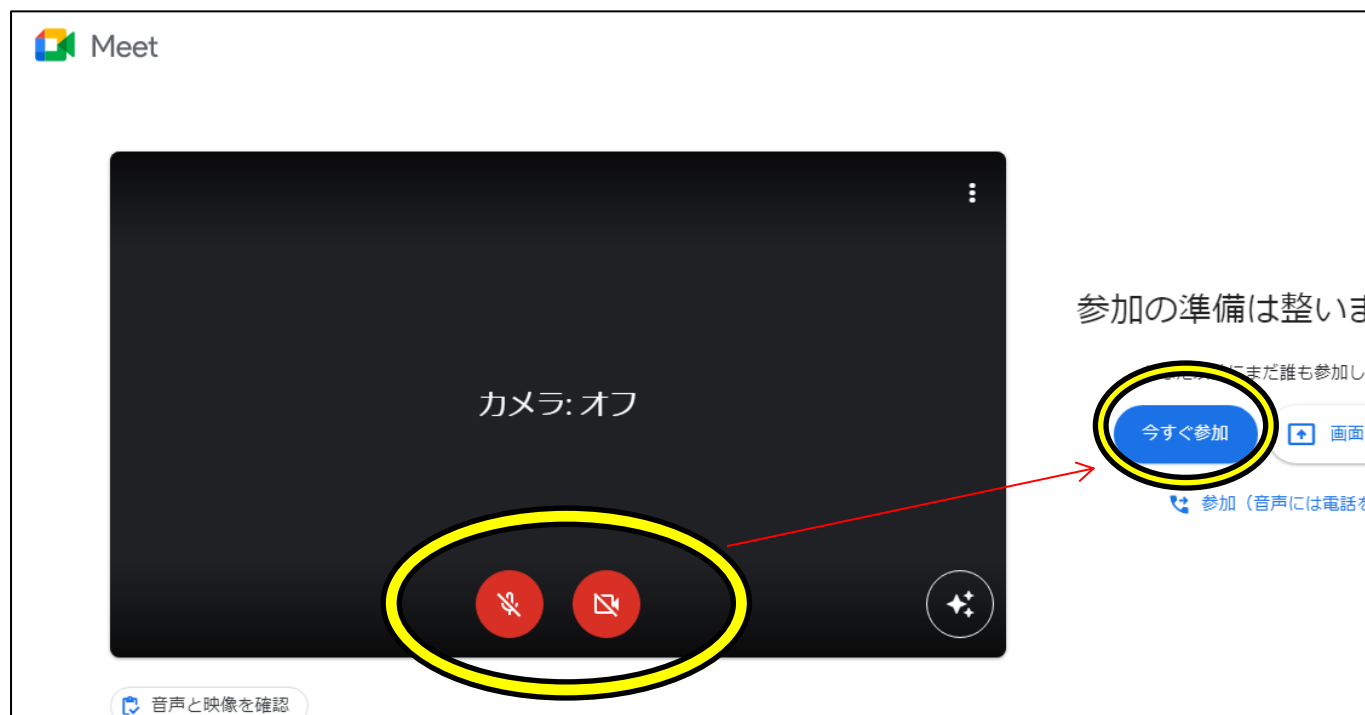 Meet
カメラ: オフ
音声と映像を確認
参加の準備は整いま
まだ誰も参加し
今すぐ参加
画面
参加（音声には電話を